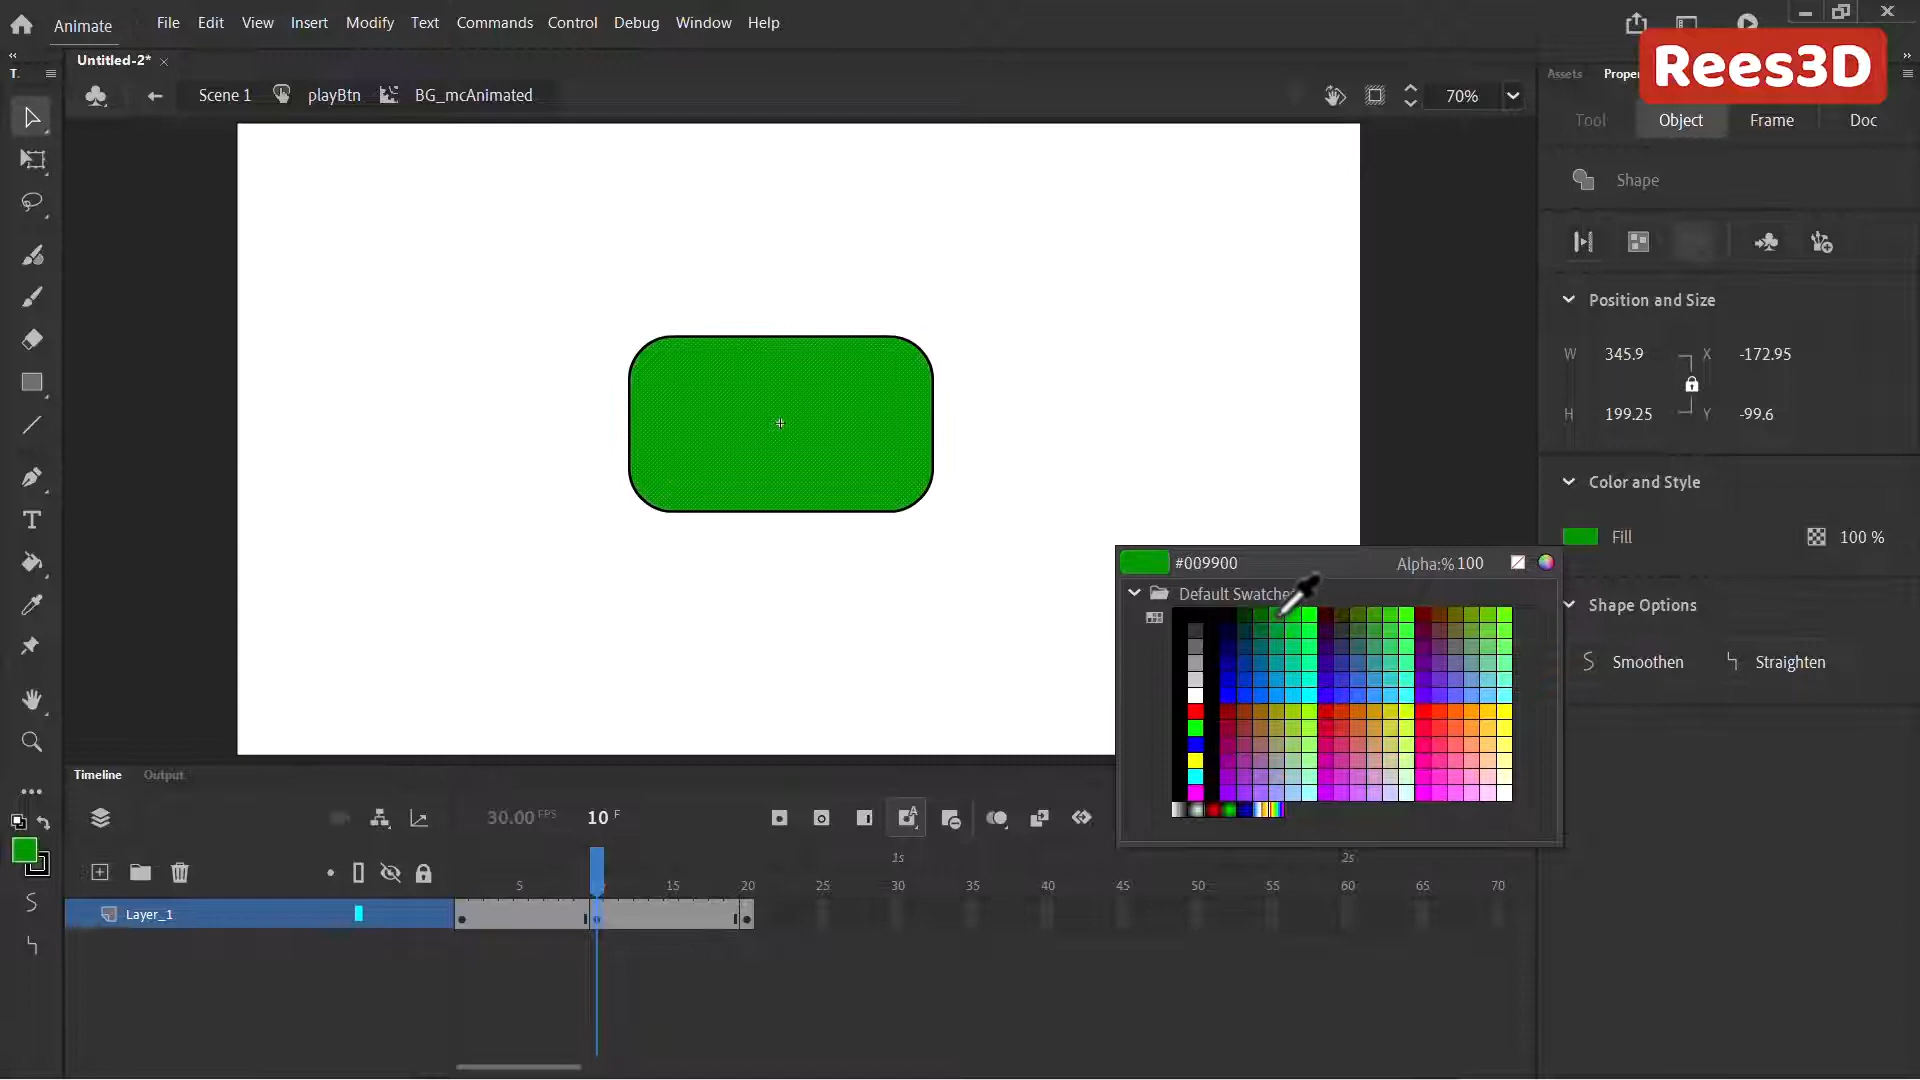 Animate
File
Edit
View
Insert
Modify
Text
Commands
Control
Debug
Window
Help
Rees3D
T.
Untitled-2*
Scene 1
playBtn
BG_mcAnimated
70%
Assets
Tool
Object
Frame
Doc
Shape
Position and Size
W 345.9 X -172.95
H 199.25 Y -99.6
Color and Style
Fill
100 %
#009900
Alpha:% 100
Shape Options
Smoothen
Straighten
Timeline
Output
30.00 FPS
10 F
1s
2s
5
15
20
25
30
35
40
45
50
55
60
65
70
Layer_1